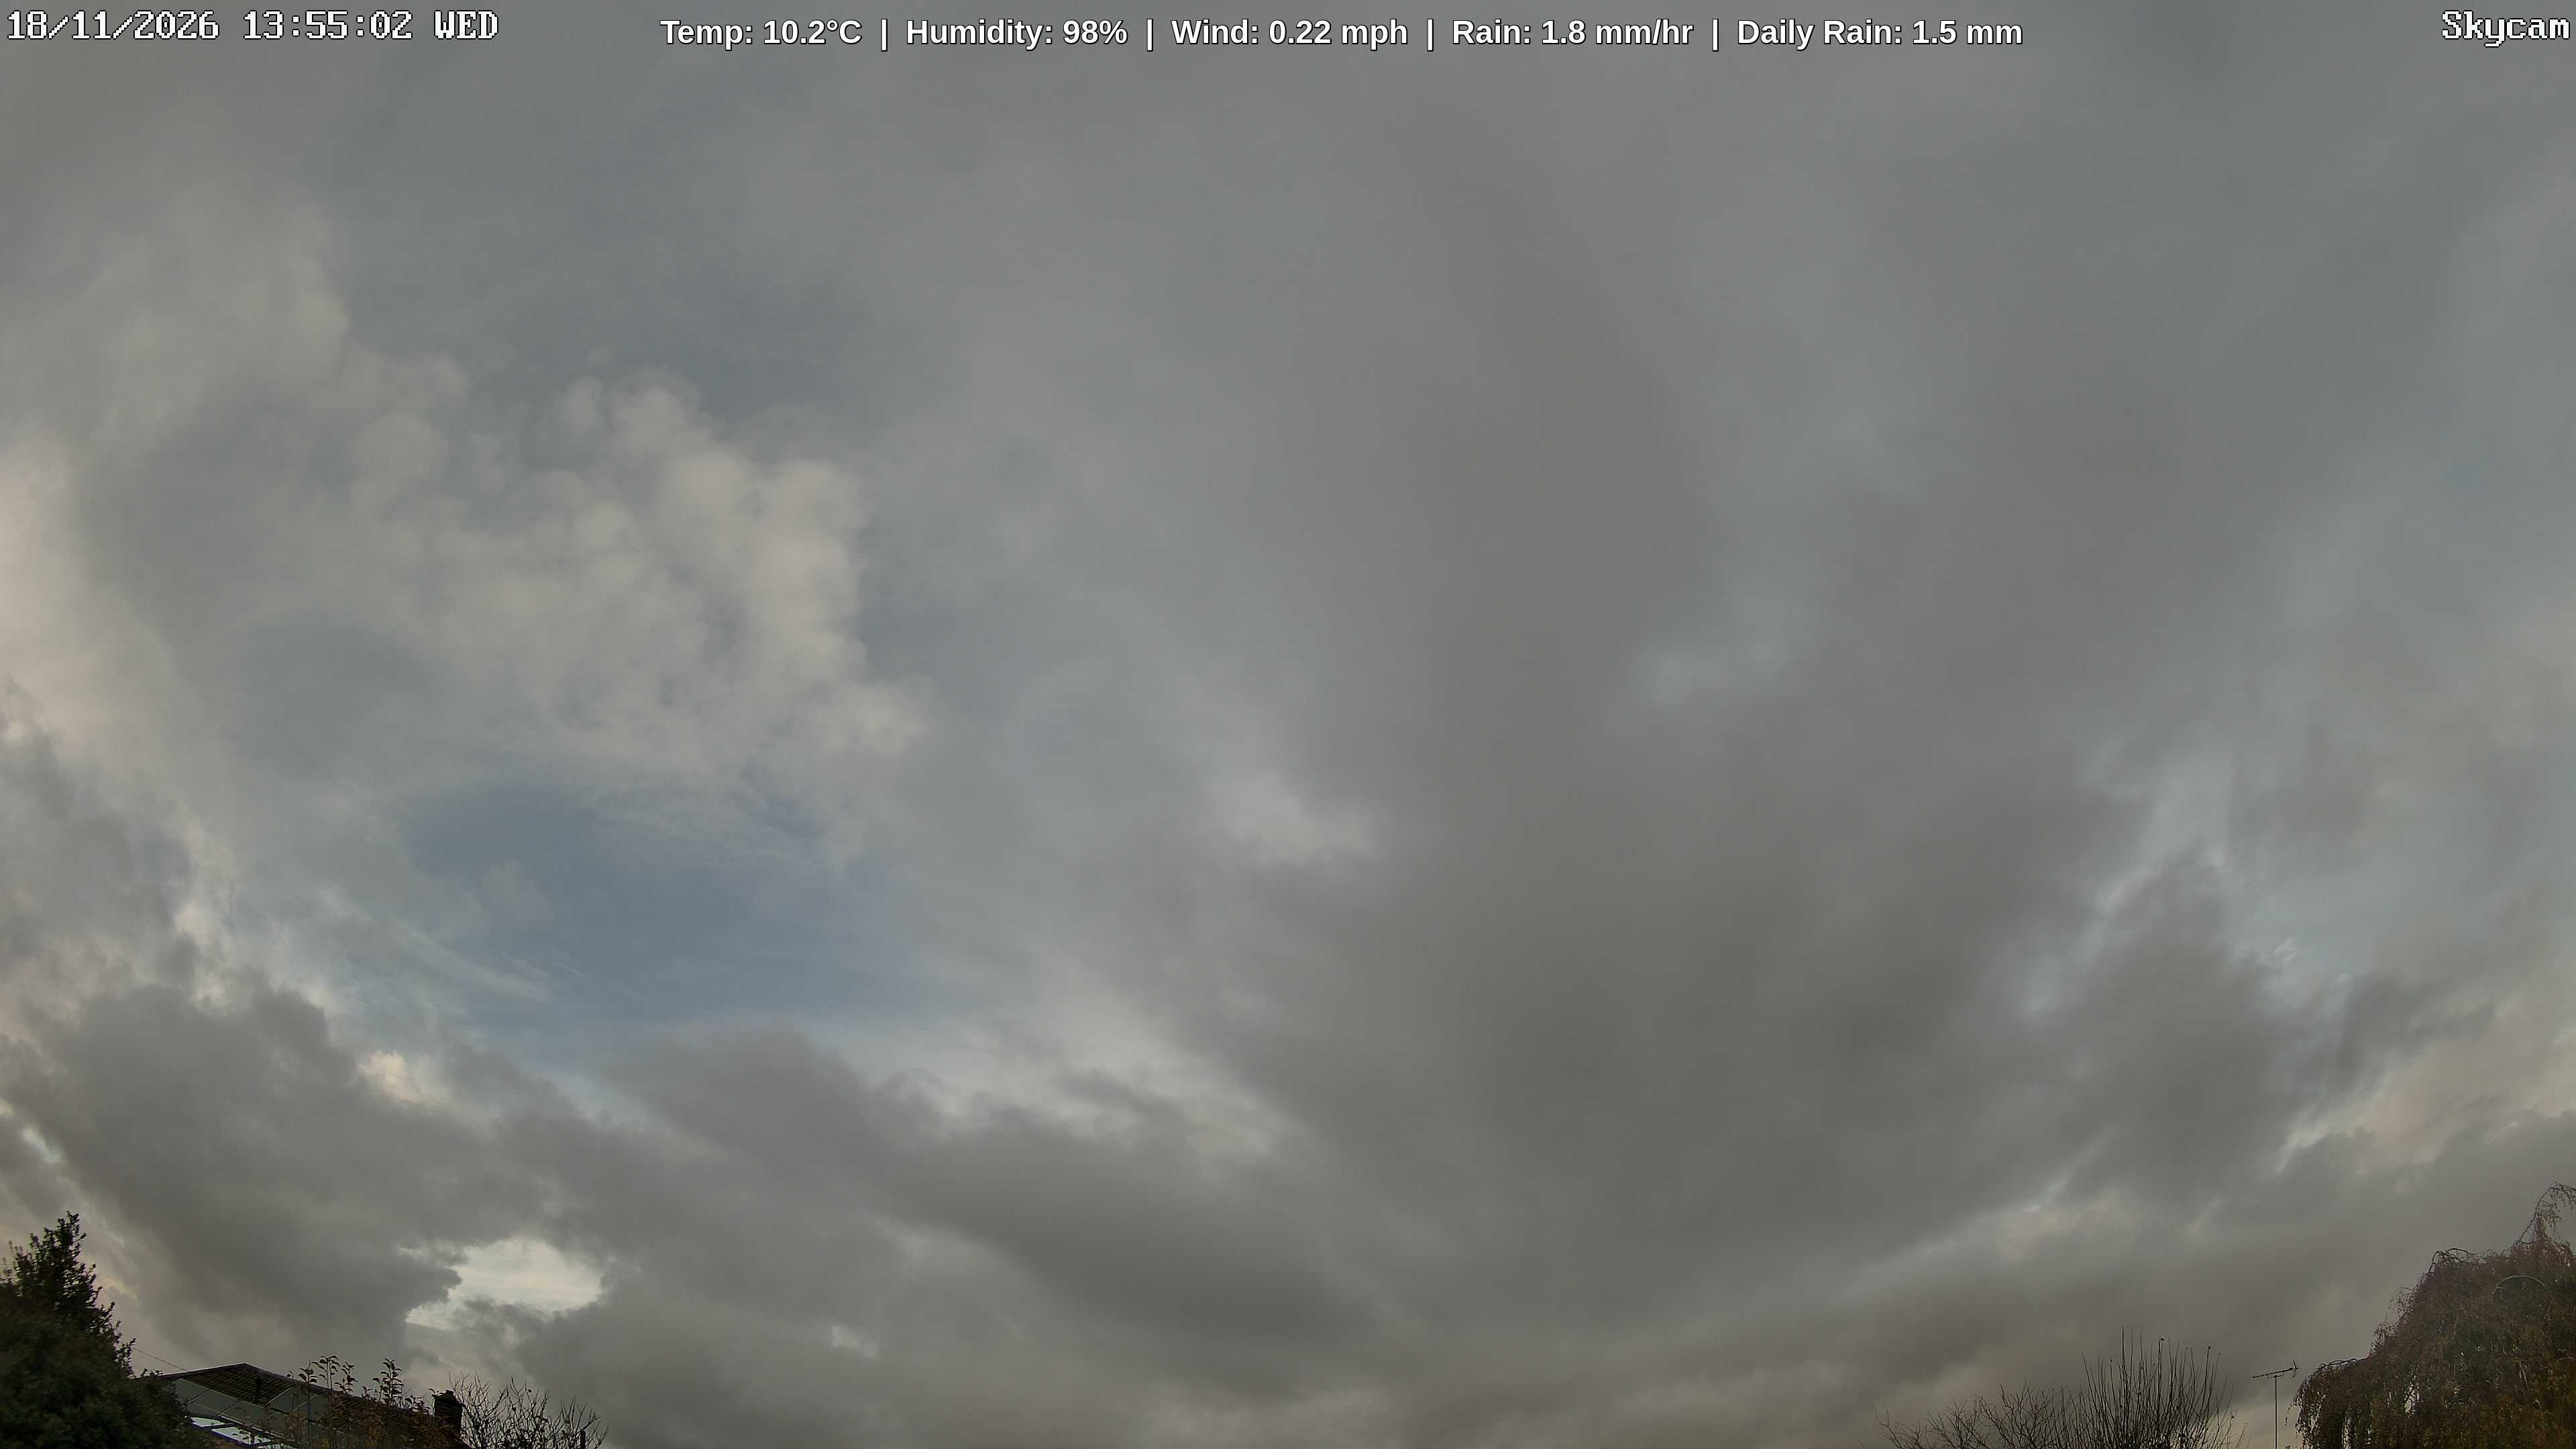 18/11/2026 13:55:02 WED
Temp: 10.2°C | Humidity: 98% | Wind: 0.22 mph | Rain: 1.8 mm/hr | Daily Rain: 1.5 mm
Skycam